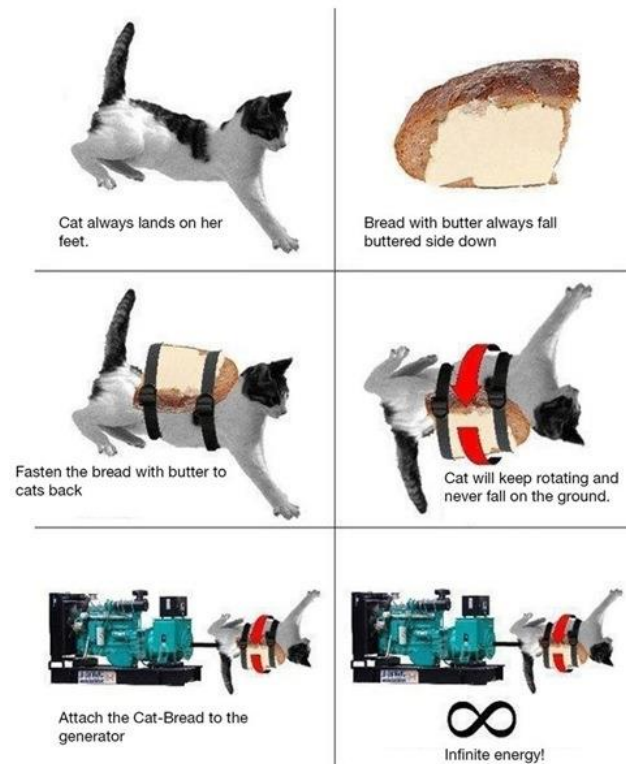 Cat always lands on her
feet.
Bread with butter always fall
buttered side down
Fasten the bread with butter to
cats back
Cat will keep rotating and
never fall on the ground.
Attach the Cat-Bread to the
generator
Infinite energy!